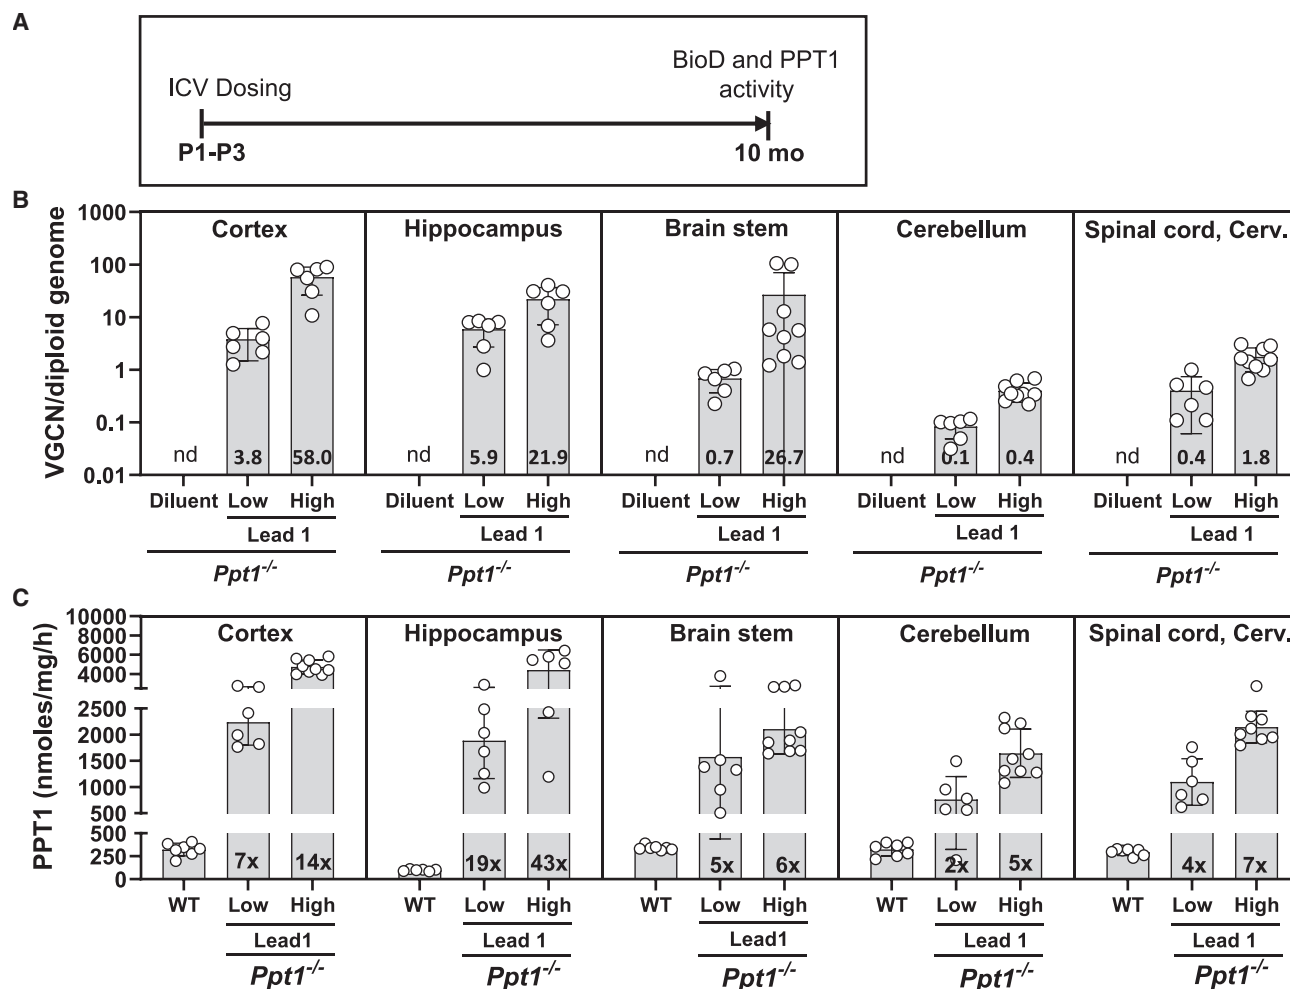 A
ICV Dosing
BioD and PPT1
activity
P1-P3
10 mo
B
VGCN/diploid genome
1000
100
10
1
0.1
0.01
Cortex
Hippocampus
Brain stem
Cerebellum
Spinal cord, Cerv.
nd 3.8 58.0
nd 5.9 21.9
nd 0.7 26.7
nd 0.1 0.4
nd 0.4 1.8
Diluent Low High
Diluent Low High
Diluent Low High
Diluent Low High
Diluent Low High
Lead 1
Lead 1
Lead 1
Lead 1
Lead 1
Ppt1-/-
Ppt1-/-
Ppt1-/-
Ppt1-/-
Ppt1-/-
C
PPT1 (nmoles/mg/h)
10000
8000
6000
4000
2500
2000
1500
1000
500
500
250
0
Cortex
Hippocampus
Brain stem
Cerebellum
Spinal cord, Cerv.
7x 14x
19x 43x
5x 6x
2x 5x
4x 7x
WT Low High
WT Low High
WT Low High
WT Low High
WT Low High
Lead1
Lead 1
Lead1
Lead 1
Lead 1
Ppt1-/-
Ppt1-/-
Ppt1-/-
Ppt1-/-
Ppt1-/-